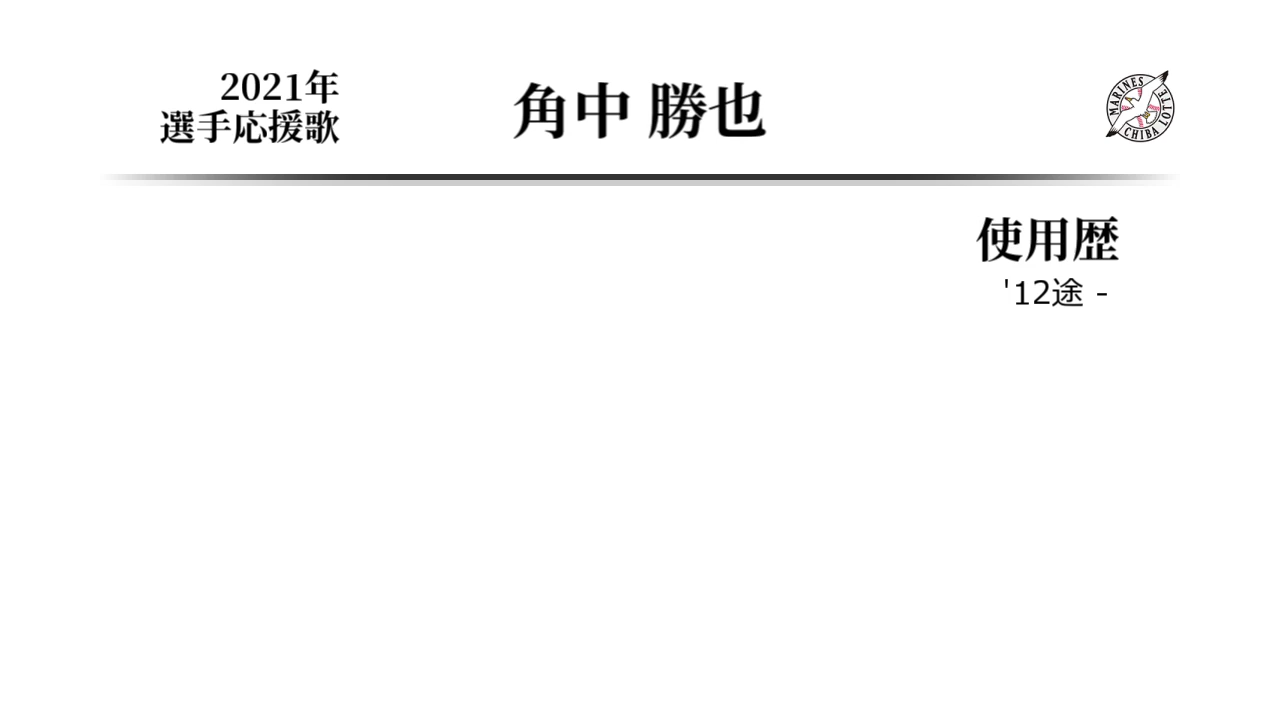 2021年
選手応援歌
角中 勝也
MARINES
CHIBA LOTTE
使用歴
'12途 -